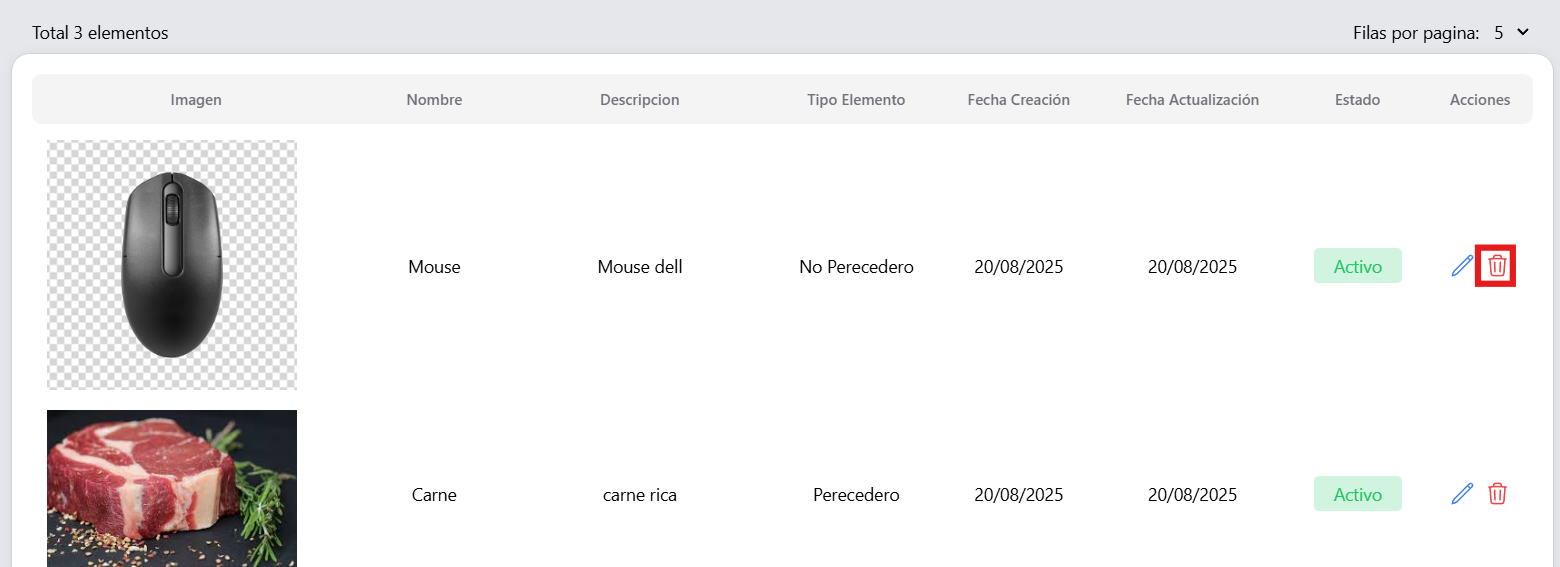 Total 3 elementos Filas por pagina: 5
Imagen Nombre Descripcion Tipo Elemento Fecha Creación Fecha Actualización Estado Acciones
Mouse Mouse dell No Perecedero 20/08/2025 20/08/2025 Activo
Carne carne rica Perecedero 20/08/2025 20/08/2025 Activo